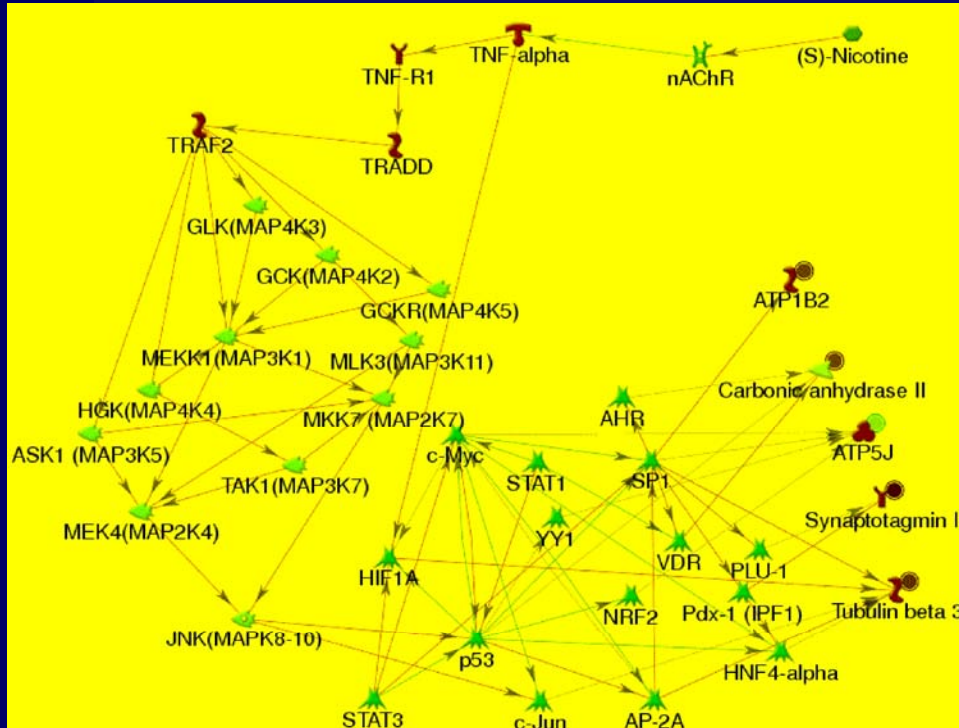 TNF-alpha
(S)-Nicotine
nAChR
TNF-R1
TRAF2
TRADD
GLK(MAP4K3)
GCK(MAP4K2)
GCKR(MAP4K5)
ATP1B2
MEKK1(MAP3K1)
MLK3(MAP3K11)
Carbonic anhydrase II
HGK(MAP4K4)
MKK7 (MAP2K7)
AHR
ASK1 (MAP3K5)
c-Myc
ATP5J
STAT1
SP1
TAK1(MAP3K7)
Synaptotagmin I
MEK4(MAP2K4)
YY1
VDR
PLU-1
HIF1A
NRF2
Pdx-1 (IPF1)
Tubulin beta 3
JNK(MAPK8-10)
p53
HNF4-alpha
STAT3
c-Jun
AP-2A